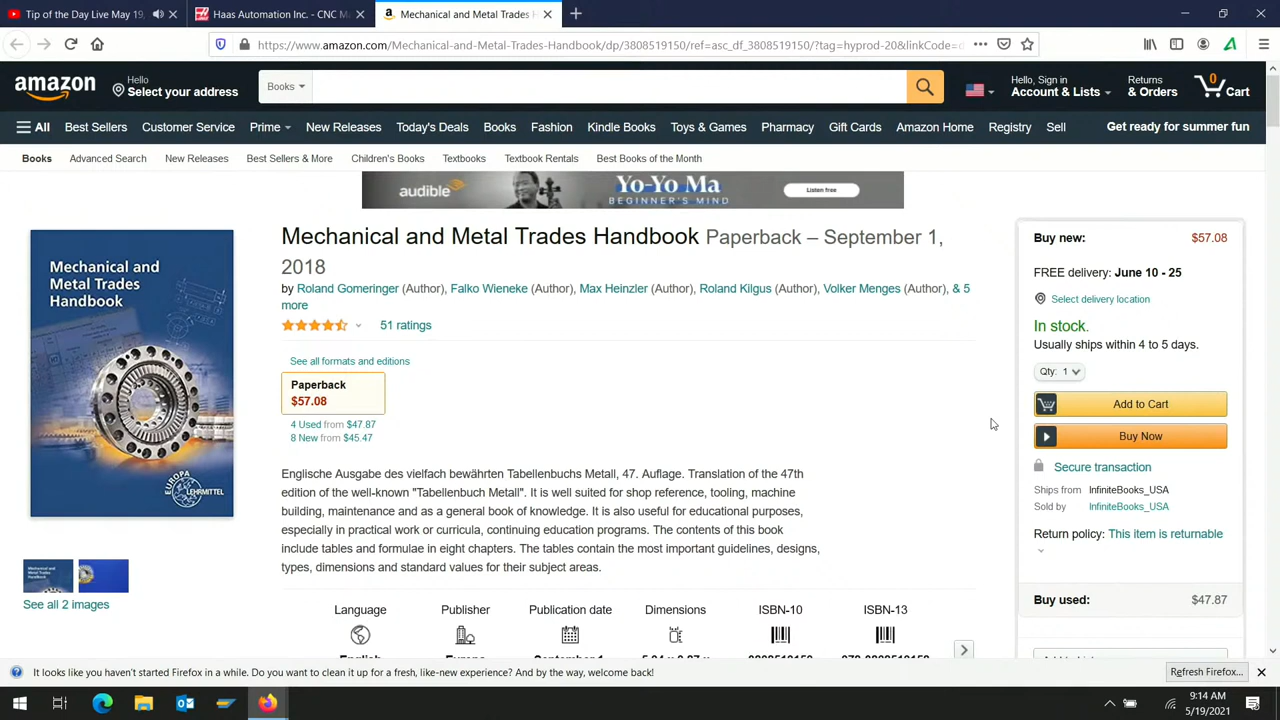 Tip of the Day Live May 19,
Haas Automation Inc. - CNC M
Mechanical and Metal Trades H
https://www.amazon.com/Mechanical-and-Metal-Trades-Handbook/dp/3808519150/ref=asc_df_3808519150/?tag=hyprod-20&linkCode=
amazon
Hello
Select your address
Books
Hello, Sign in
Account & Lists
Returns
& Orders
0
Cart
All
Best Sellers
Customer Service
Prime
New Releases
Today's Deals
Books
Fashion
Kindle Books
Toys & Games
Pharmacy
Gift Cards
Amazon Home
Registry
Sell
Get ready for summer fun
Books
Advanced Search
New Releases
Best Sellers & More
Children's Books
Textbooks
Textbook Rentals
Best Books of the Month
audible
Yo-Yo Ma
BEGINNER'S MIND
Listen free
Mechanical and
Metal Trades
Handbook
EUROPA
LEHRMITTEL
See all 2 images
Mechanical and Metal Trades Handbook Paperback – September 1,
2018
by Roland Gomeringer (Author), Falko Wieneke (Author), Max Heinzler (Author), Roland Kilgus (Author), Volker Menges (Author), & 5
more
51 ratings
See all formats and editions
Paperback
$57.08
4 Used from $47.87
8 New from $45.47
Englische Ausgabe des vielfach bewährten Tabellenbuchs Metall, 47. Auflage. Translation of the 47th
edition of the well-known "Tabellenbuch Metall". It is well suited for shop reference, tooling, machine
building, maintenance and as a general book of knowledge. It is also useful for educational purposes,
especially in practical work or curricula, continuing education programs. The contents of this book
include tables and formulae in eight chapters. The tables contain the most important guidelines, designs,
types, dimensions and standard values for their subject areas.
Language
Publisher
Publication date
Dimensions
ISBN-10
ISBN-13
Buy new:
$57.08
FREE delivery: June 10 - 25
Select delivery location
In stock.
Usually ships within 4 to 5 days.
Qty: 1
Add to Cart
Buy Now
Secure transaction
Ships from InfiniteBooks_USA
Sold by InfiniteBooks_USA
Return policy: This item is returnable
Buy used:
$47.87
It looks like you haven't started Firefox in a while. Do you want to clean it up for a fresh, like-new experience? And by the way, welcome back!
Refresh Firefox...
9:14 AM
5/19/2021